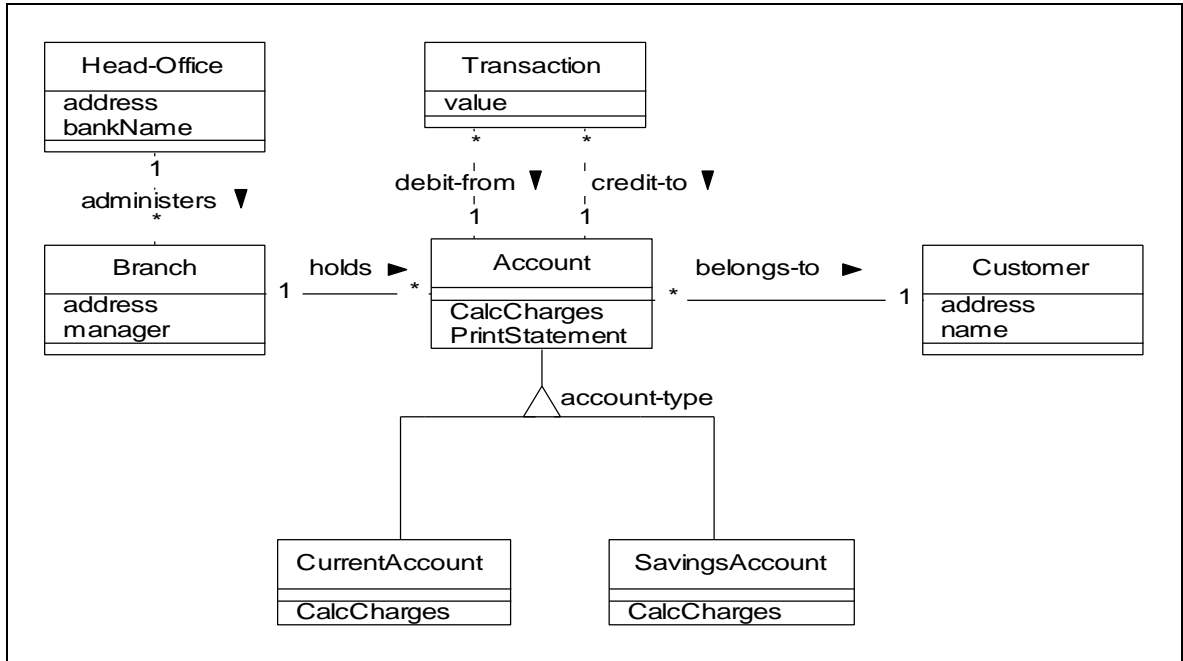 Head-Office
address
bankName
Transaction
value
1
administers ▼
*
*
*
debit-from ▼
credit-to ▼
1
1
Branch
address
manager
1
holds ►
*
Account
CalcCharges
PrintStatement
*
belongs-to ►
1
Customer
address
name
account-type
CurrentAccount
CalcCharges
SavingsAccount
CalcCharges